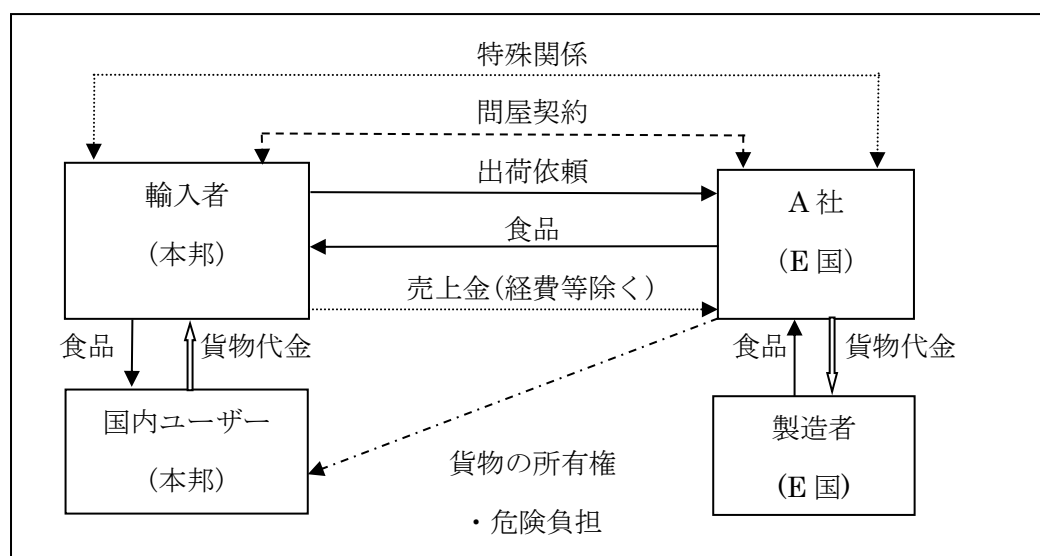 特殊関係
問屋契約
輸入者
(本邦)
出荷依頼
食品
売上金(経費等除く)
A 社
(E 国)
食品
貨物代金
食品
貨物代金
国内ユーザー
(本邦)
貨物の所有権
・危険負担
製造者
(E 国)